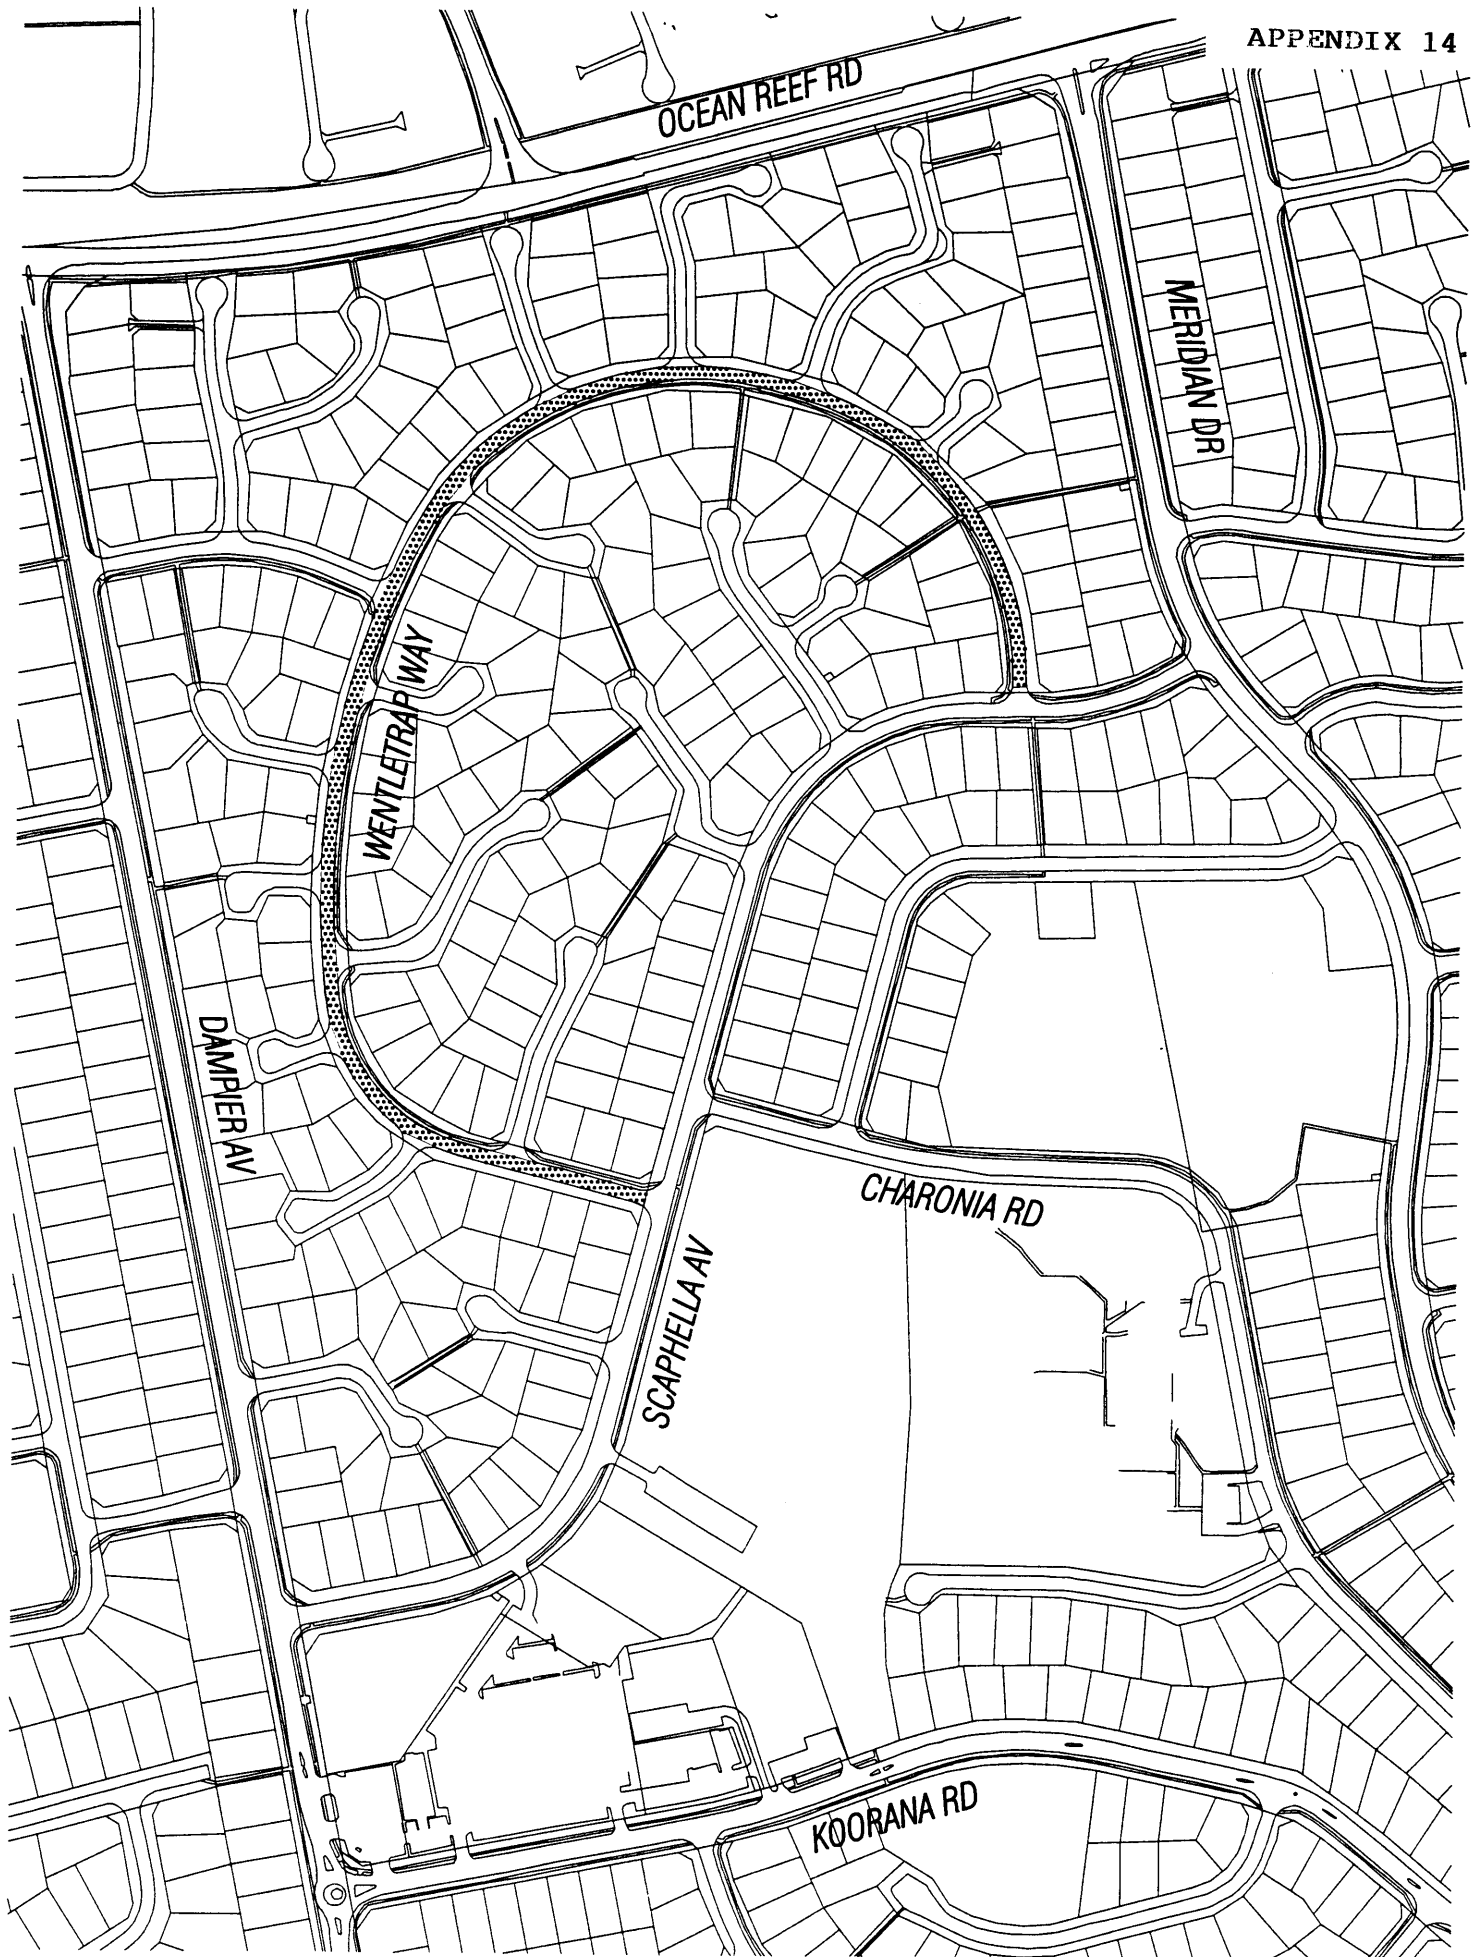 APPENDIX 14
OCEAN REEF RD
MERIDIAN DR
WENTLETRAP WAY
DAMPIER AV
CHARONIA RD
SCAPHELLA AV
KOORANA RD